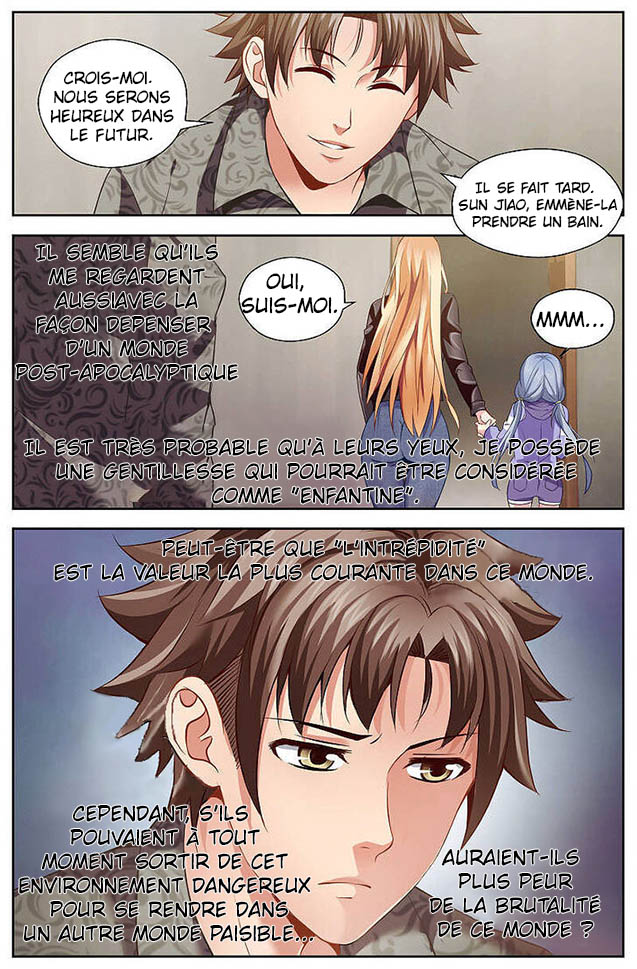 CROIS-MOI.
NOUS SERONS
HEUREUX DANS
LE FUTUR.
IL SE FAIT TARD.
SUN JIAO, EMMÈNE-LA
PRENDRE UN BAIN.
IL SEMBLE QU'ILS
ME REGARDENT
AUSSIAVEC LA
FAÇON DEPENSER
D'UN MONDE
POST-APOCALYPTIQUE
OUI,
SUIS-MOI.
MMM...
IL EST TRÈS PROBABLE QU'À LEURS YEUX, JE POSSÈDE
UNE GENTILLESSE QUI POURRAIT ÊTRE CONSIDÉRÉE
COMME "ENFANTINE".
PEUT-ÊTRE QUE "L'INTRÉPIDITÉ"
EST LA VALEUR LA PLUS COURANTE DANS CE MONDE.
CEPENDANT, S'ILS
POUVAIENT À TOUT
MOMENT SORTIR DE CET
ENVIRONNEMENT DANGEREUX
POUR SE RENDRE DANS
UN AUTRE MONDE PAISIBLE...
AURAIENT-ILS
PLUS PEUR
DE LA BRUTALITÉ
DE CE MONDE ?